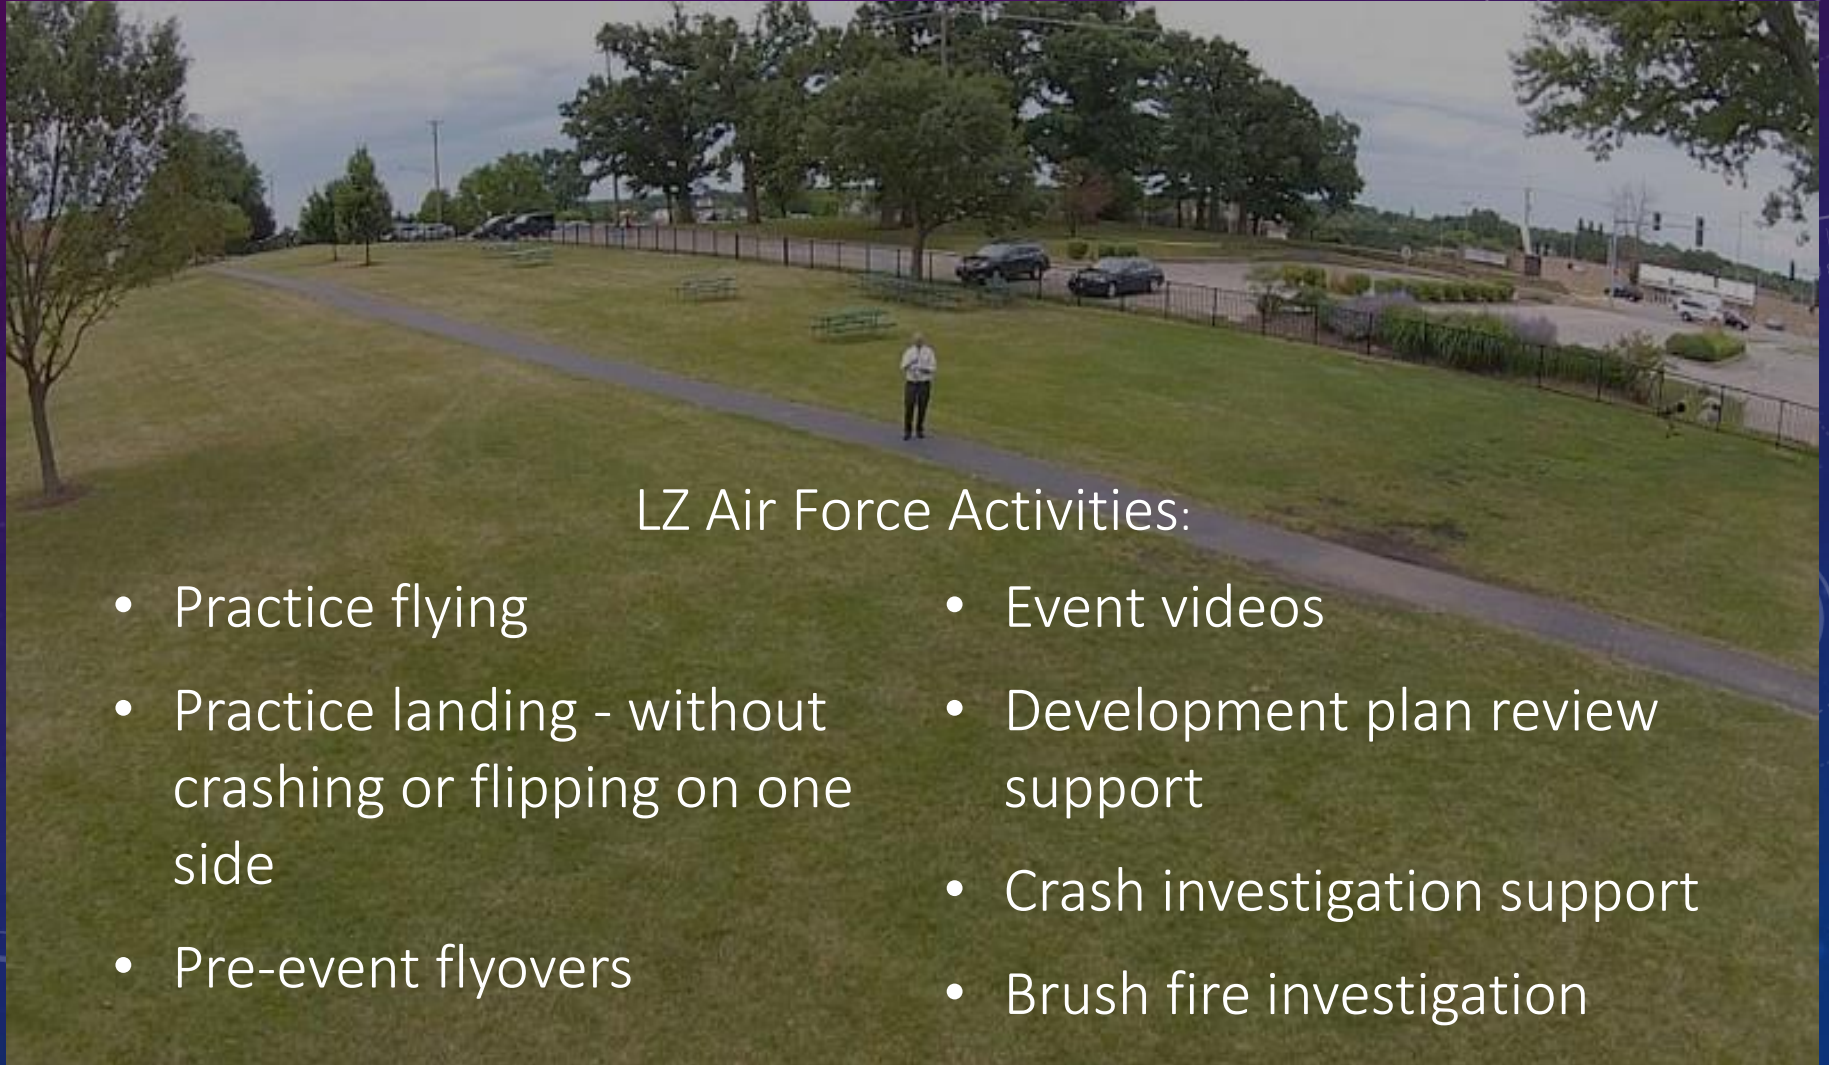 LZ Air Force Activities:
• Practice flying
• Practice landing - without
crashing or flipping on one
side
• Pre-event flyovers
• Event videos
• Development plan review
support
• Crash investigation support
• Brush fire investigation